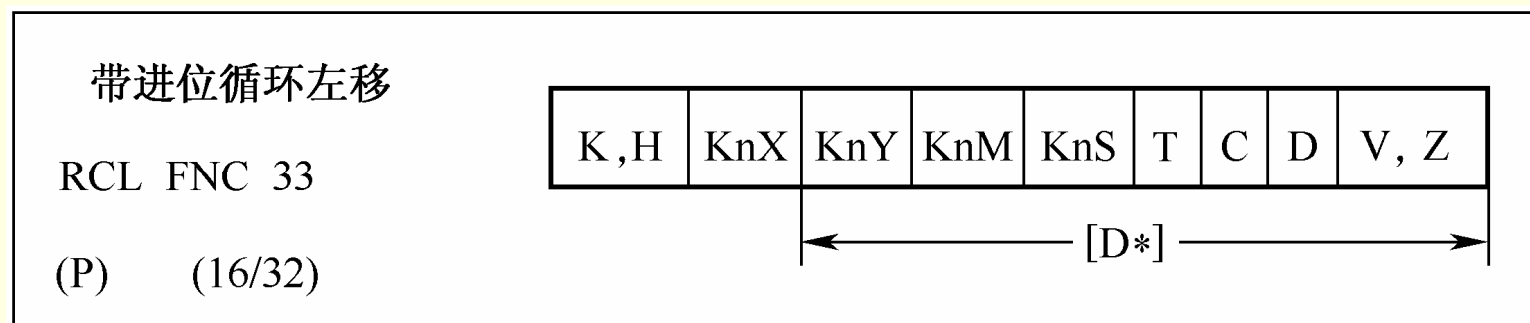 带进位循环左移
RCL FNC 33
(P) (16/32)
K,H KnX KnY KnM KnS T C D V, Z
[D*]